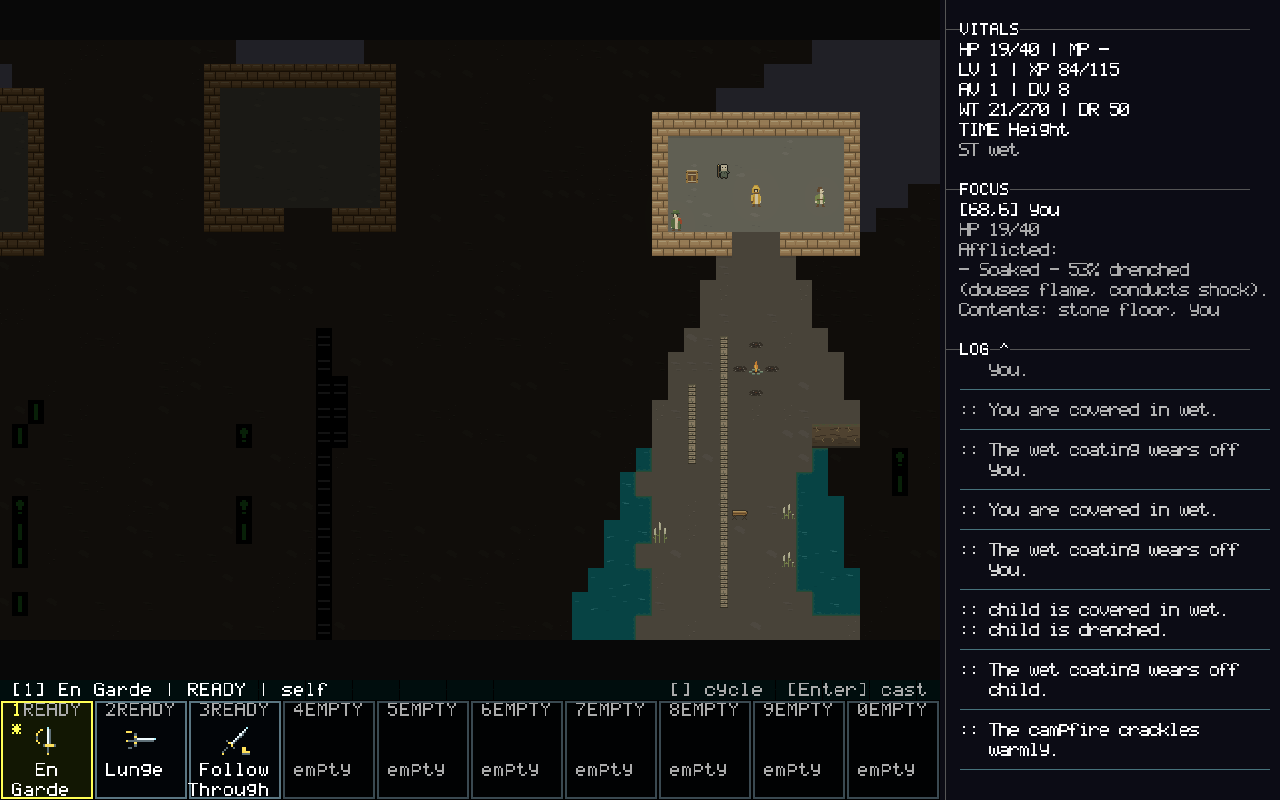 VITALS
HP 19/40 | MP -
LV 1 | XP 84/115
AV 1 | DV 8
WT 21/270 | DR 50
TIME Height
ST wet
FOCUS
[68,6] You
HP 19/40
Afflicted:
- Soaked - 53% drenched
(douses flame, conducts shock).
Contents: stone floor, You
LOG ^
You.
:: You are covered in wet.
:: The wet coating wears off
You.
:: You are covered in wet.
:: The wet coating wears off
You.
:: child is covered in wet.
:: child is drenched.
:: The wet coating wears off
child.
:: The campfire crackles
warmly.
[1] En Garde | READY | self
[] cycle [Enter] cast
1READY 2READY 3READY 4EMPTY 5EMPTY 6EMPTY 7EMPTY 8EMPTY 9EMPTY 0EMPTY
*
En Lunge Follow empty empty empty empty empty empty empty
Garde Through